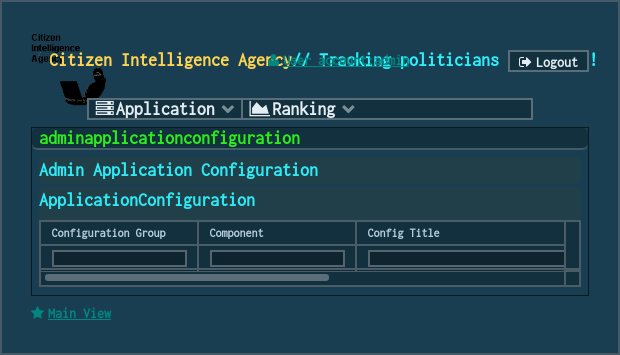 Citizen
Intelligence
Agency
Citizen Intelligence Agency// Tracking politicians !
Logout
Application Ranking
adminapplicationconfiguration
Admin Application Configuration
ApplicationConfiguration
Configuration Group Component Config Title
Main View